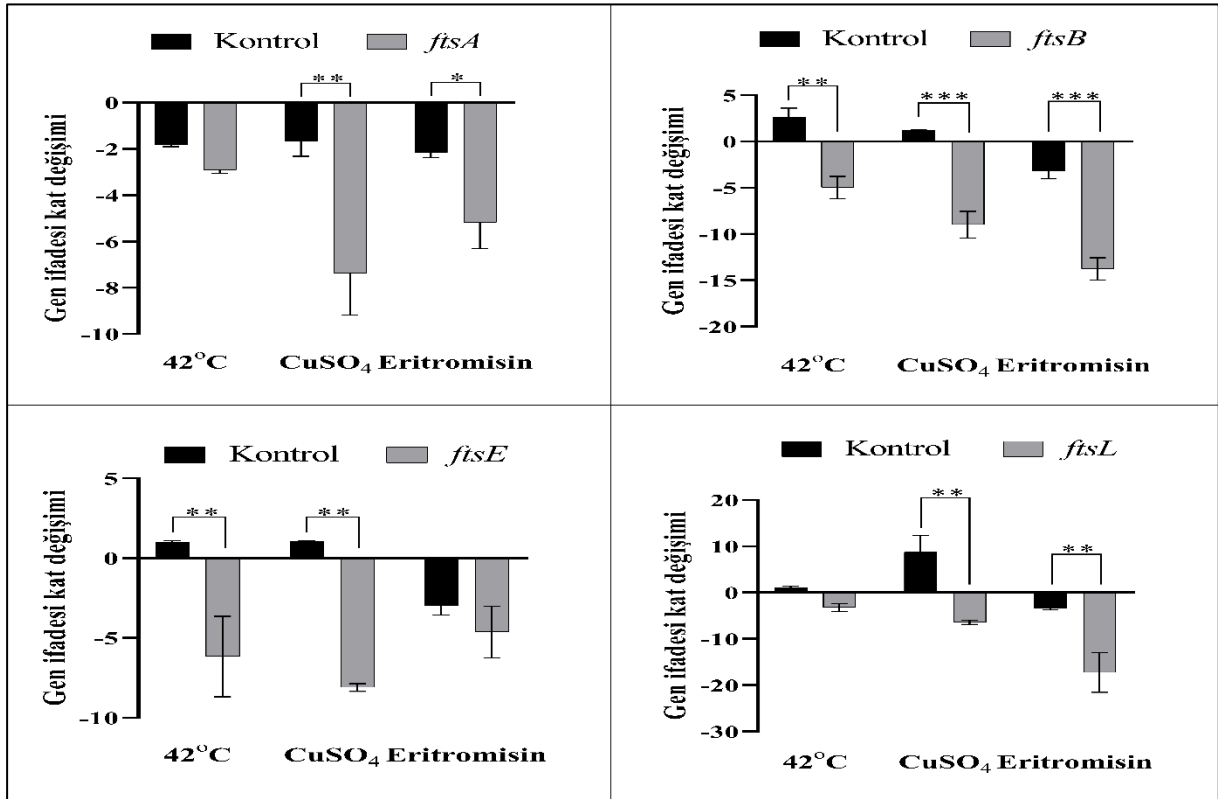 Kontrol ftsA
** *
Gen ifadesi kat değişimi
0
-2
-4
-6
-8
-10
42°C CuSO₄ Eritromisin
Kontrol ftsB
** *** ***
Gen ifadesi kat değişimi
5
0
-5
-10
-15
-20
42°C CuSO₄ Eritromisin
Kontrol ftsE
** **
Gen ifadesi kat değişimi
5
0
-5
-10
42°C CuSO₄ Eritromisin
Kontrol ftsL
** **
Gen ifadesi kat değişimi
20
10
0
-10
-20
-30
42°C CuSO₄ Eritromisin